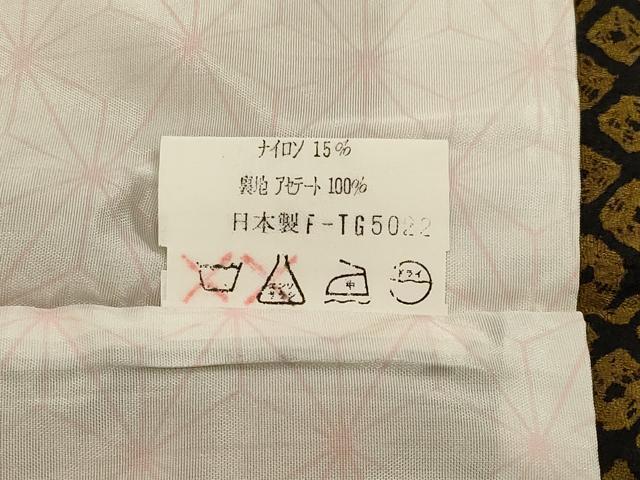 ナイロン 15%
裏地 アセテート 100%
日本製 F-TG5022
エンソ
サラシ
中
ドライ